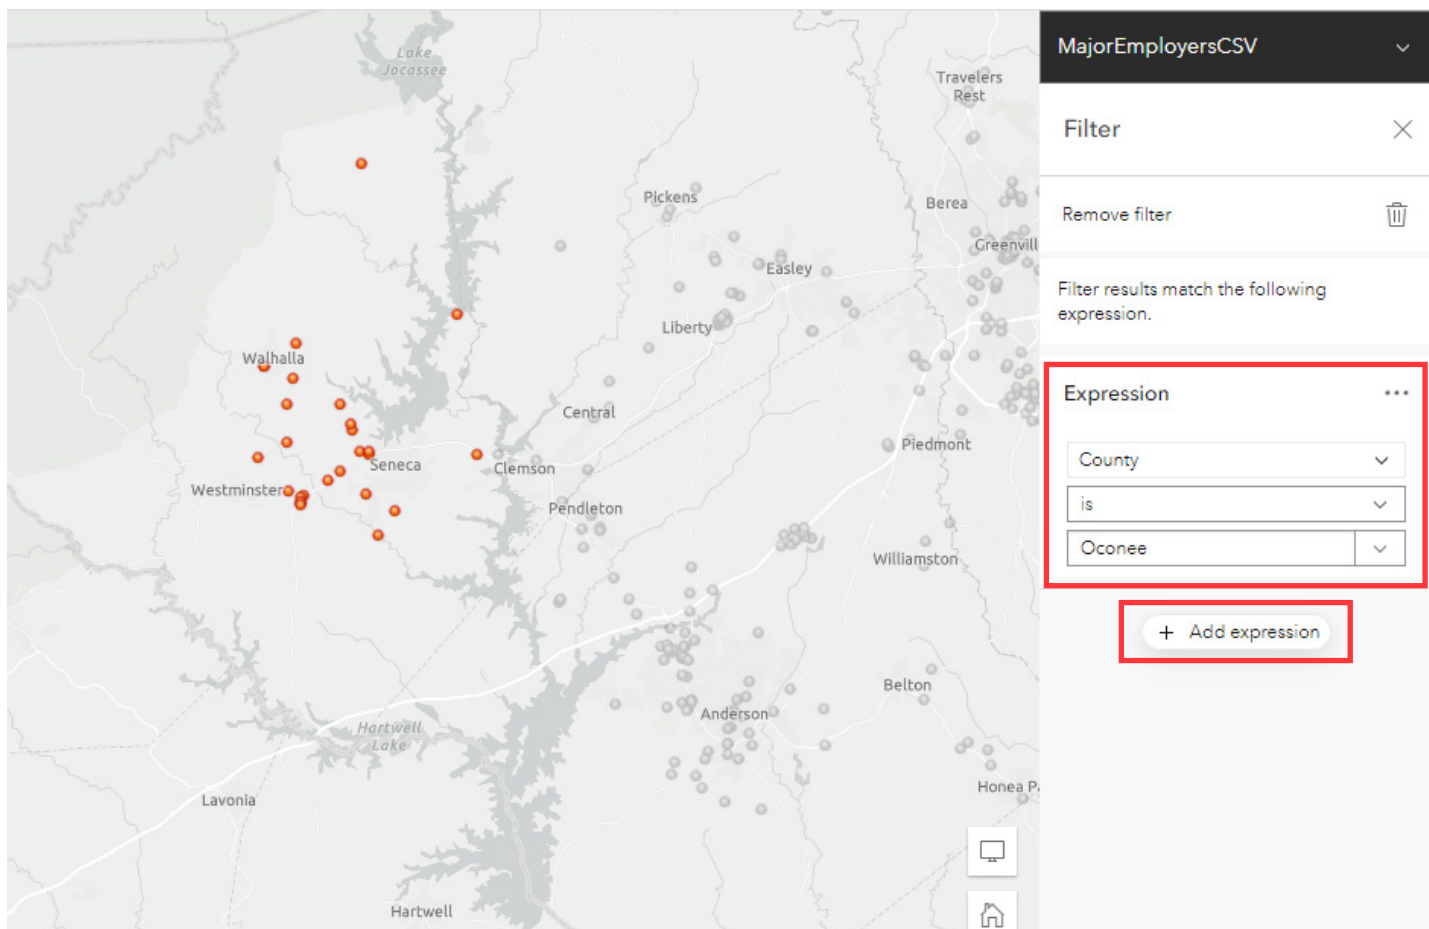 Lake
Jocassee
Travelers
Rest
Pickens
Berea
Greenvill
Easley
Liberty
Walhalla
Central
Piedmont
Seneca
Clemson
Westminster
Pendleton
Williamston
Belton
Anderson
Hartwell
Lake
Honea P
Lavonia
Hartwell
MajorEmployersCSV
Filter
Remove filter
Filter results match the following
expression.
Expression
County
is
Oconee
+ Add expression